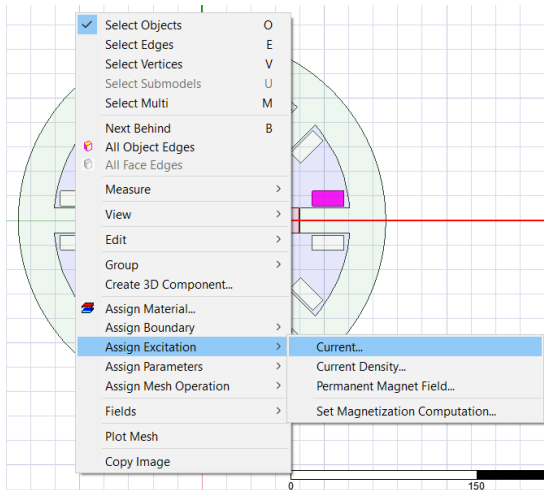 Select Objects O
Select Edges E
Select Vertices V
Select Submodels U
Select Multi M
Next Behind B
All Object Edges
All Face Edges
Measure
View
Edit
Group
Create 3D Component...
Assign Material...
Assign Boundary
Assign Excitation
Current...
Assign Parameters
Current Density...
Assign Mesh Operation
Permanent Magnet Field...
Fields
Set Magnetization Computation...
Plot Mesh
Copy Image
0 150